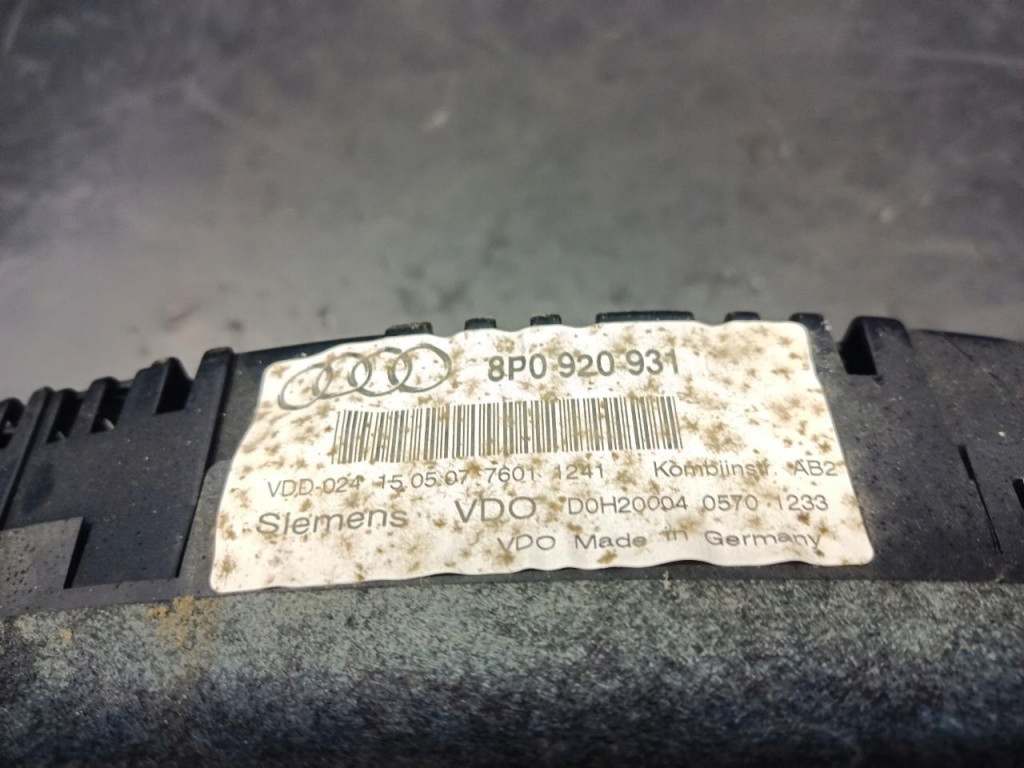 8P0 920 931
VDD-024 15.05.07 7601 1241 Kombiinstr. AB2
Siemens VDO D0H20004 0570 1233
VDO Made in Germany